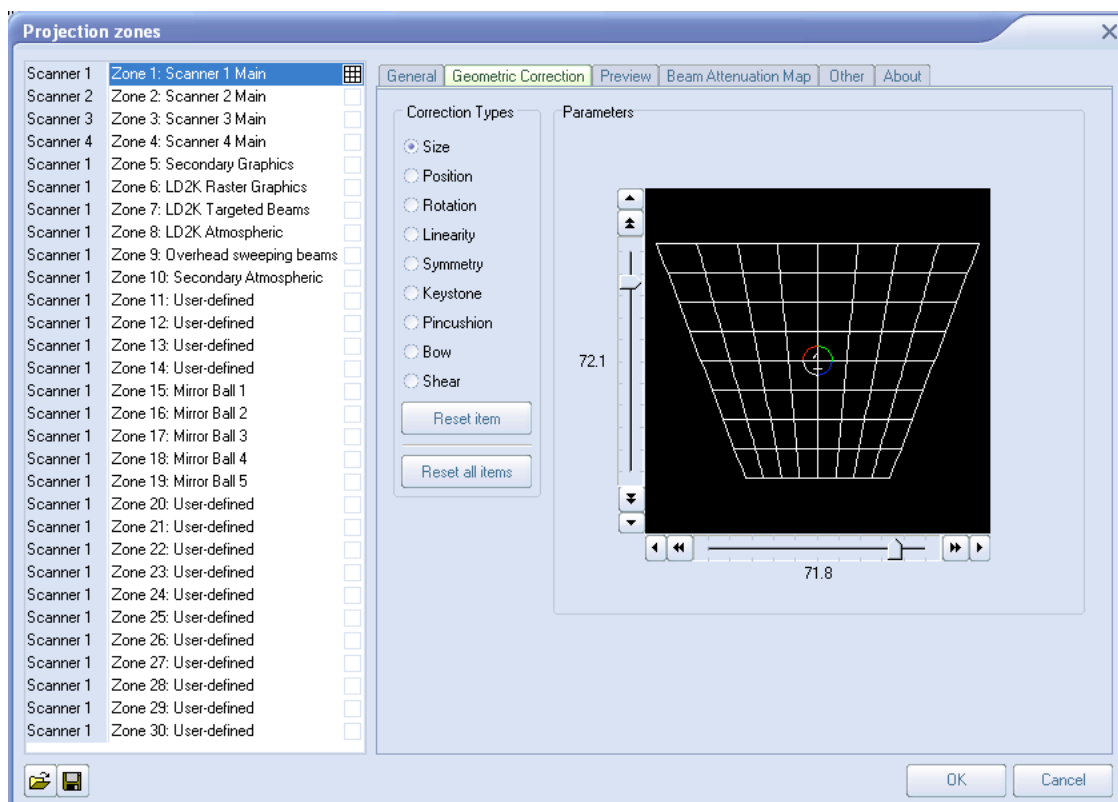 Projection zones
Scanner 1 Zone 1: Scanner 1 Main
Scanner 2 Zone 2: Scanner 2 Main
Scanner 3 Zone 3: Scanner 3 Main
Scanner 4 Zone 4: Scanner 4 Main
Scanner 1 Zone 5: Secondary Graphics
Scanner 1 Zone 6: LD2K Raster Graphics
Scanner 1 Zone 7: LD2K Targeted Beams
Scanner 1 Zone 8: LD2K Atmospheric
Scanner 1 Zone 9: Overhead sweeping beams
Scanner 1 Zone 10: Secondary Atmospheric
Scanner 1 Zone 11: User-defined
Scanner 1 Zone 12: User-defined
Scanner 1 Zone 13: User-defined
Scanner 1 Zone 14: User-defined
Scanner 1 Zone 15: Mirror Ball 1
Scanner 1 Zone 16: Mirror Ball 2
Scanner 1 Zone 17: Mirror Ball 3
Scanner 1 Zone 18: Mirror Ball 4
Scanner 1 Zone 19: Mirror Ball 5
Scanner 1 Zone 20: User-defined
Scanner 1 Zone 21: User-defined
Scanner 1 Zone 22: User-defined
Scanner 1 Zone 23: User-defined
Scanner 1 Zone 24: User-defined
Scanner 1 Zone 25: User-defined
Scanner 1 Zone 26: User-defined
Scanner 1 Zone 27: User-defined
Scanner 1 Zone 28: User-defined
Scanner 1 Zone 29: User-defined
Scanner 1 Zone 30: User-defined
General Geometric Correction Preview Beam Attenuation Map Other About
Correction Types
Size
Position
Rotation
Linearity
Symmetry
Keystone
Pincushion
Bow
Shear
Reset item
Reset all items
Parameters
72.1
1
71.8
OK Cancel